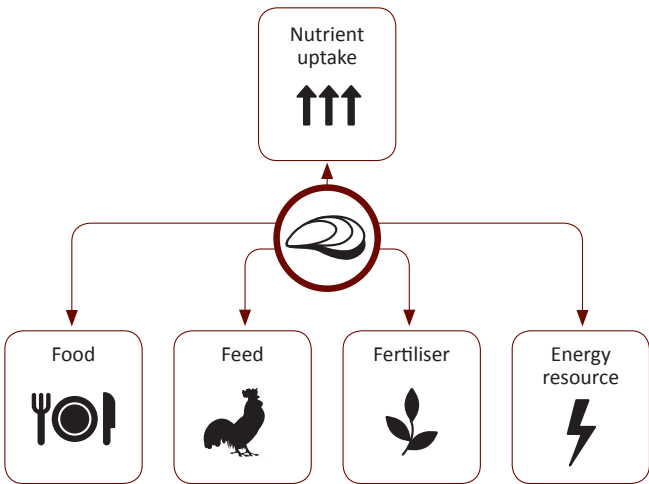 Nutrient
uptake
Food
Feed
Fertiliser
Energy
resource